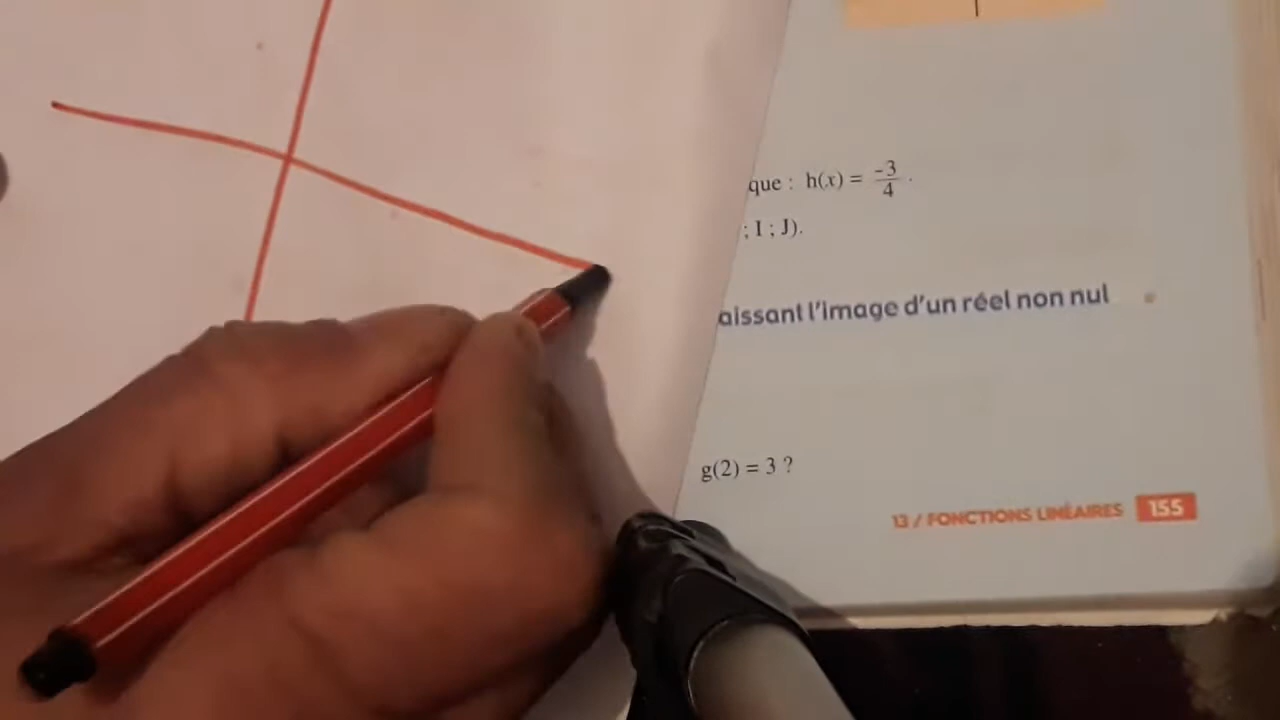 que : h(x) = -3/4 .
; I ; J).
aissant l'image d'un réel non nul
g(2) = 3 ?
13 / FONCTIONS LINÉAIRES 155